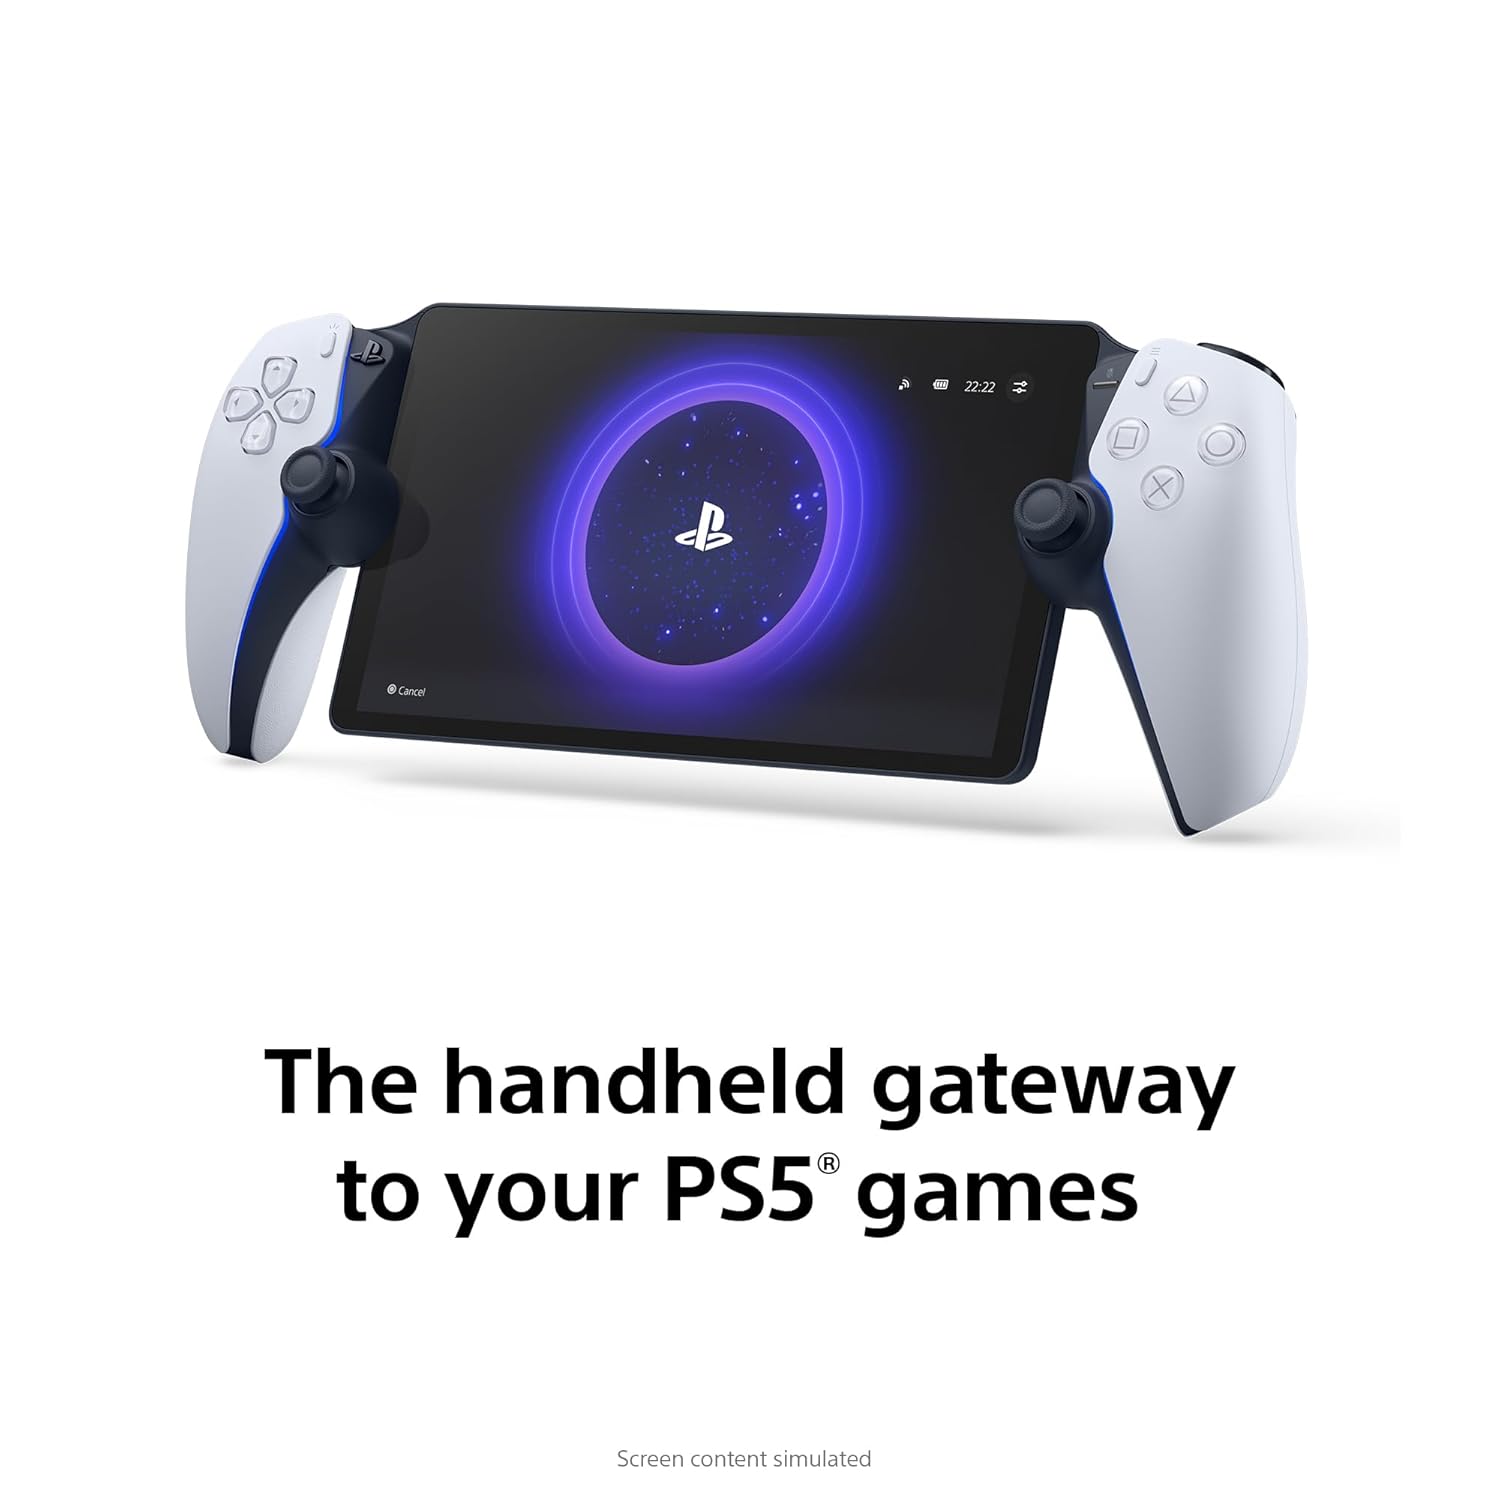 22:22
Cancel
The handheld gateway
to your PS5® games
Screen content simulated